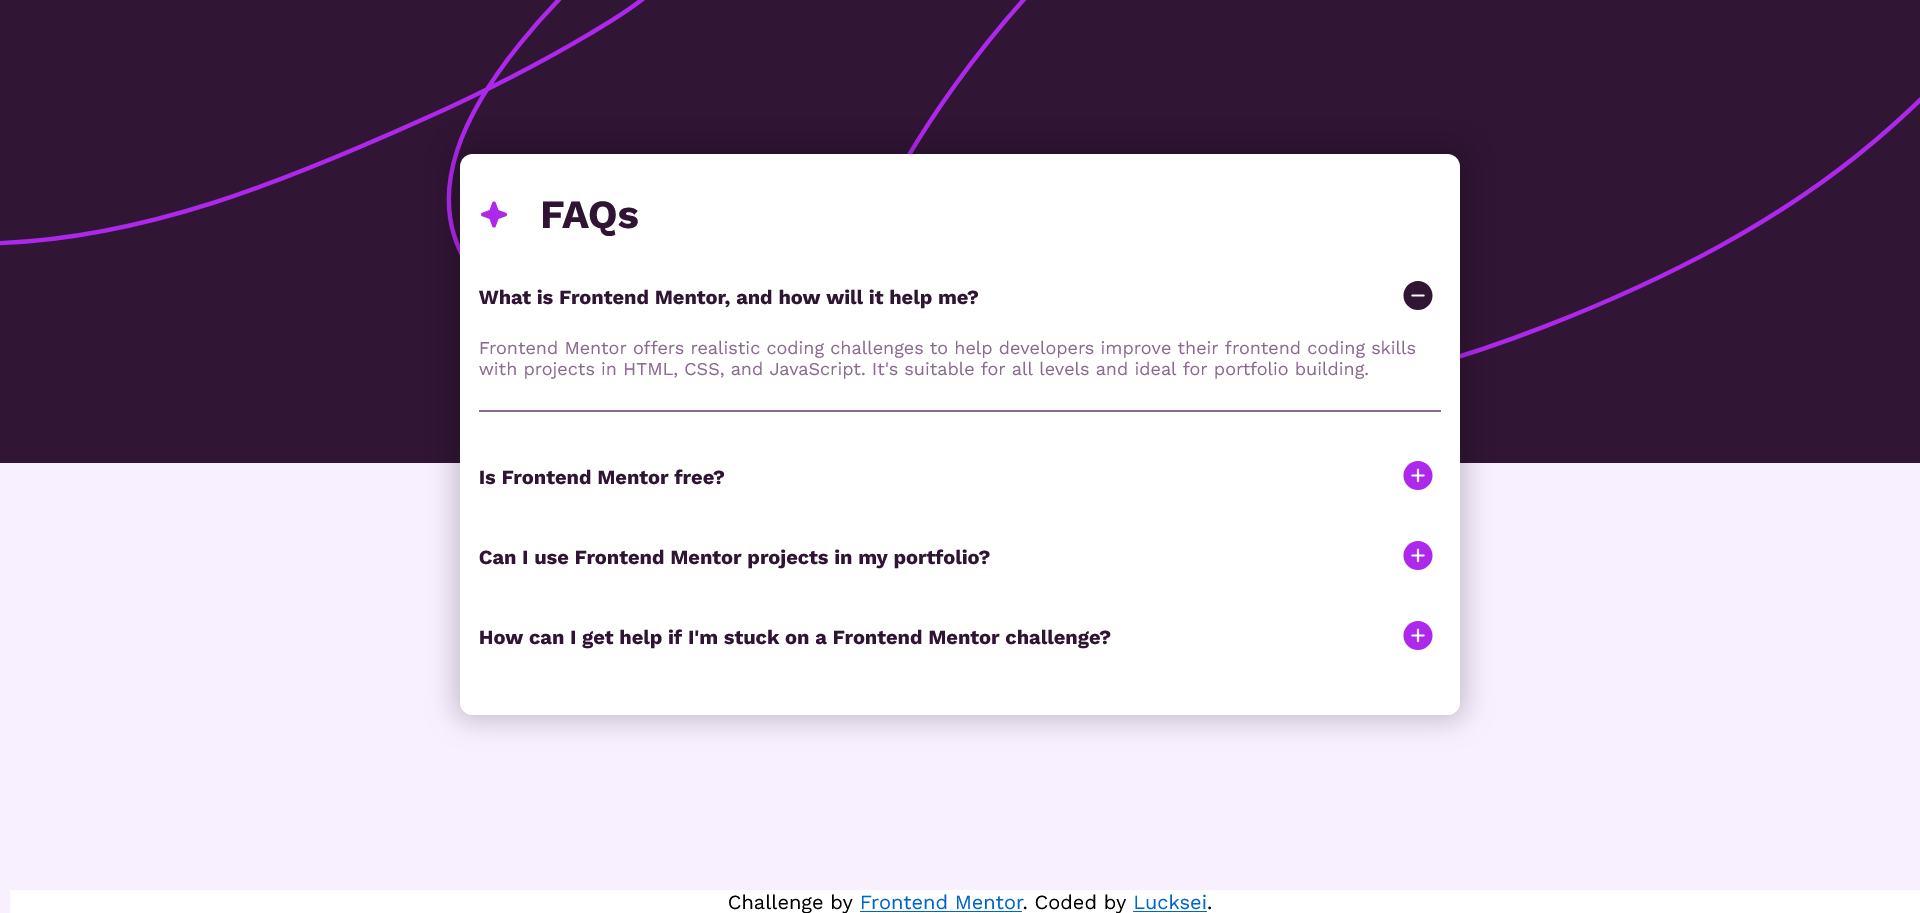 FAQs
What is Frontend Mentor, and how will it help me?
Frontend Mentor offers realistic coding challenges to help developers improve their frontend coding skills
with projects in HTML, CSS, and JavaScript. It's suitable for all levels and ideal for portfolio building.
Is Frontend Mentor free?
Can I use Frontend Mentor projects in my portfolio?
How can I get help if I'm stuck on a Frontend Mentor challenge?
Challenge by Frontend Mentor. Coded by Lucksei.